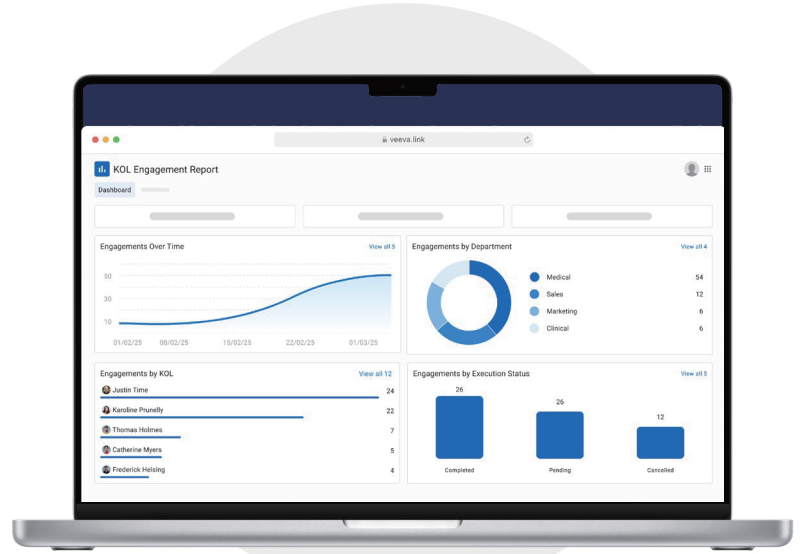 veeva.link
KOL Engagement Report
Dashboard
Engagements Over Time
View all 5
50
30
10
01/02/25
08/02/25
15/02/25
22/02/25
01/03/25
Engagements by Department
View all 4
Medical 54
Sales 12
Marketing 6
Clinical 6
Engagements by KOL
View all 12
Justin Time 24
Karoline Prunelly 22
Thomas Holmes 7
Catherine Myers 5
Frederick Helsing 4
Engagements by Execution Status
View all 5
26
26
12
Completed
Pending
Cancelled